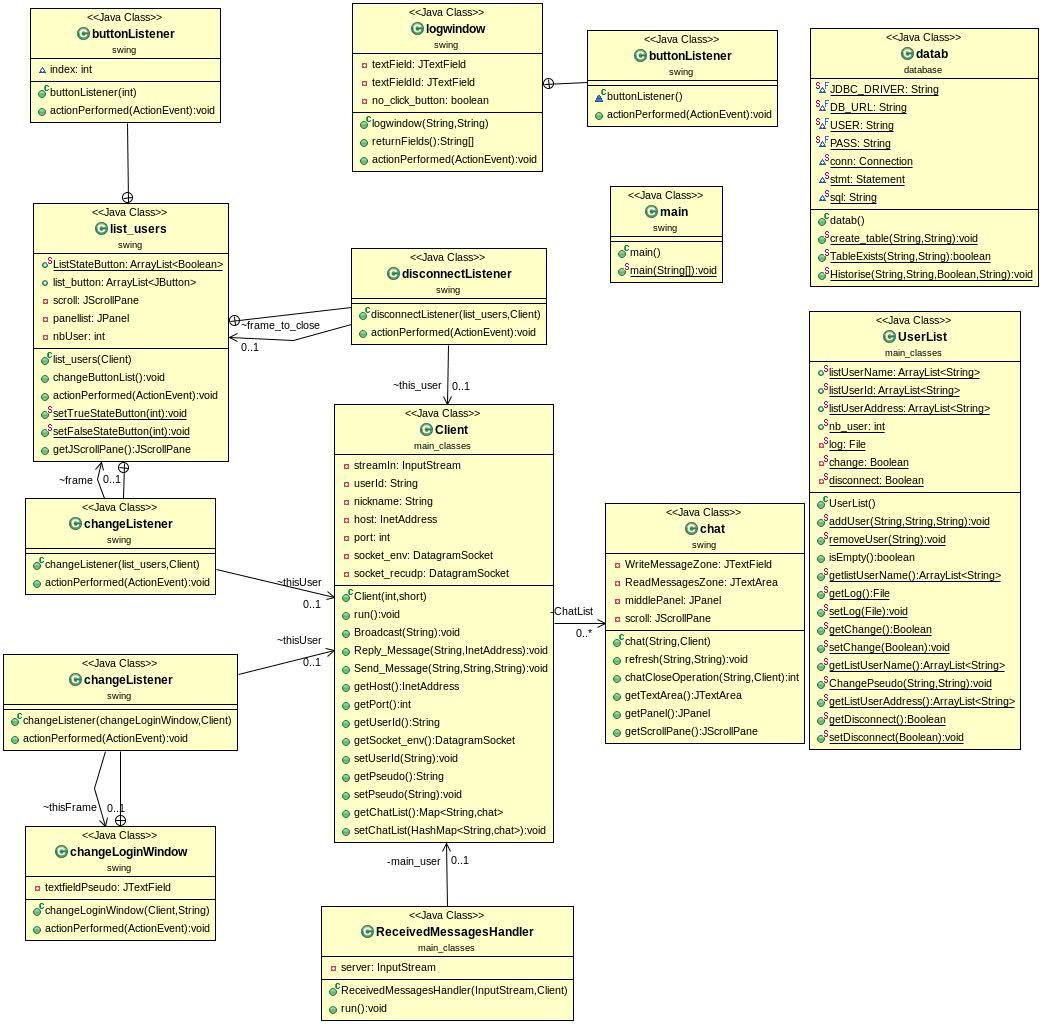 <<Java Class>>
buttonListener
swing
index: int
buttonListener(int)
actionPerformed(ActionEvent):void
<<Java Class>>
logwindow
swing
textField: JTextField
textFieldId: JTextField
no_click_button: boolean
logwindow(String,String)
returnFields():String[]
actionPerformed(ActionEvent):void
<<Java Class>>
buttonListener
swing
buttonListener()
actionPerformed(ActionEvent):void
<<Java Class>>
datab
database
JDBC_DRIVER: String
DB_URL: String
USER: String
PASS: String
conn: Connection
stmt: Statement
sql: String
datab()
create_table(String,String):void
TableExists(String,String):boolean
Historise(String,String,Boolean,String):void
<<Java Class>>
main
swing
main()
main(String[]):void
<<Java Class>>
list_users
swing
ListStateButton: ArrayList<Boolean>
list_button: ArrayList<JButton>
scroll: JScrollPane
panellist: JPanel
nbUser: int
list_users(Client)
changeButtonList():void
actionPerformed(ActionEvent):void
setTrueStateButton(int):void
setFalseStateButton(int):void
getJScrollPane():JScrollPane
<<Java Class>>
disconnectListener
swing
disconnectListener(list_users,Client)
actionPerformed(ActionEvent):void
~frame_to_close
0..1
~this_user
0..1
<<Java Class>>
UserList
main_classes
listUserName: ArrayList<String>
listUserId: ArrayList<String>
listUserAddress: ArrayList<String>
nb_user: int
log: File
change: Boolean
disconnect: Boolean
UserList()
addUser(String,String,String):void
removeUser(String):void
isEmpty():boolean
getlistUserName():ArrayList<String>
getLog():File
setLog(File):void
getChange():Boolean
setChange(Boolean):void
getListUserName():ArrayList<String>
ChangePseudo(String,String):void
getListUserAddress():ArrayList<String>
getDisconnect():Boolean
setDisconnect(Boolean):void
<<Java Class>>
Client
main_classes
streamIn: InputStream
userId: String
nickname: String
host: InetAddress
port: int
socket_env: DatagramSocket
socket_recudp: DatagramSocket
Client(int,short)
run():void
Broadcast(String):void
Reply_Message(String,InetAddress):void
Send_Message(String,String,String):void
getHost():InetAddress
getPort():int
getUserId():String
getSocket_env():DatagramSocket
setUserId(String):void
getPseudo():String
setPseudo(String):void
getChatList():Map<String,chat>
setChatList(HashMap<String,chat>):void
~frame
0..1
<<Java Class>>
changeListener
swing
changeListener(list_users,Client)
actionPerformed(ActionEvent):void
~thisUser
0..1
-ChatList
0..*
<<Java Class>>
chat
swing
WriteMessageZone: JTextField
ReadMessagesZone: JTextArea
middlePanel: JPanel
scroll: JScrollPane
chat(String,Client)
refresh(String,String):void
chatCloseOperation(String,Client):int
getTextArea():JTextArea
getPanel():JPanel
getScrollPane():JScrollPane
~thisUser
0..1
<<Java Class>>
changeListener
swing
changeListener(changeLoginWindow,Client)
actionPerformed(ActionEvent):void
~thisFrame
0..1
<<Java Class>>
changeLoginWindow
swing
textfieldPseudo: JTextField
changeLoginWindow(Client,String)
actionPerformed(ActionEvent):void
-main_user
0..1
<<Java Class>>
ReceivedMessagesHandler
main_classes
server: InputStream
ReceivedMessagesHandler(InputStream,Client)
run():void